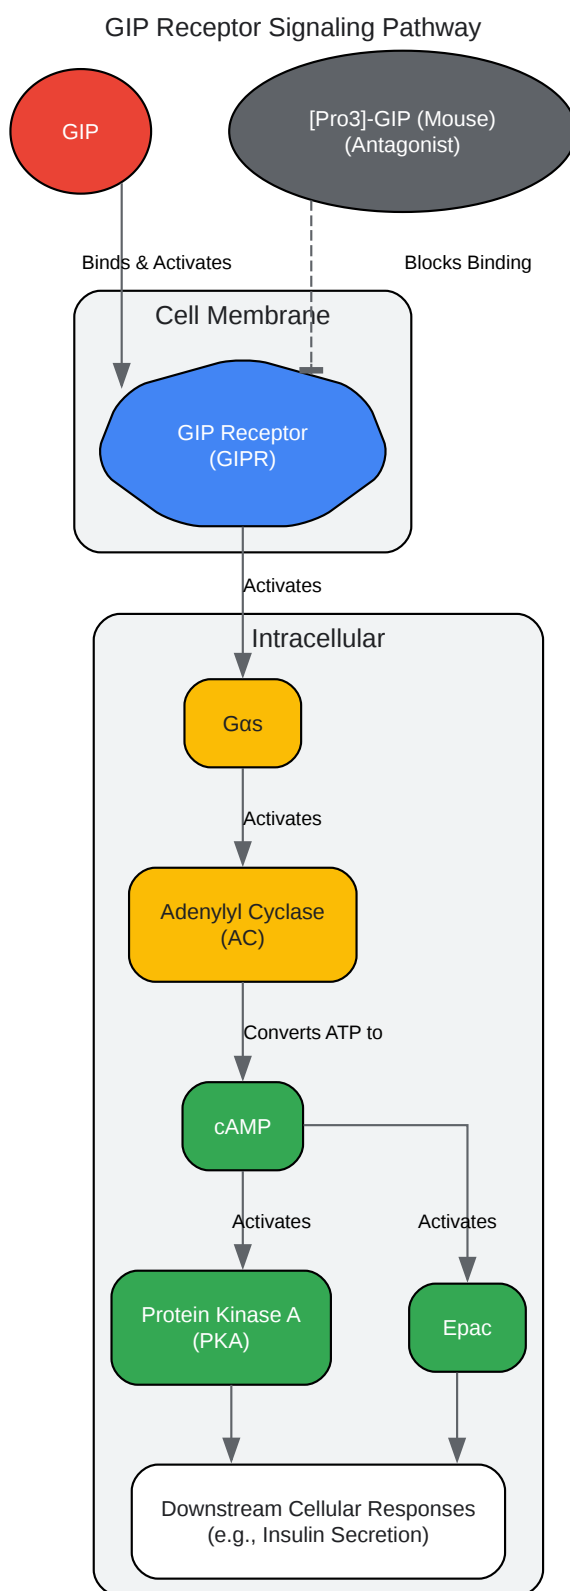 GIP Receptor Signaling Pathway
GIP
[Pro3]-GIP (Mouse)
(Antagonist)
Binds & Activates
Blocks Binding
Cell Membrane
GIP Receptor
(GIPR)
Activates
Intracellular
Gαs
Activates
Adenylyl Cyclase
(AC)
Converts ATP to
cAMP
Activates
Activates
Protein Kinase A
(PKA)
Epac
Downstream Cellular Responses
(e.g., Insulin Secretion)